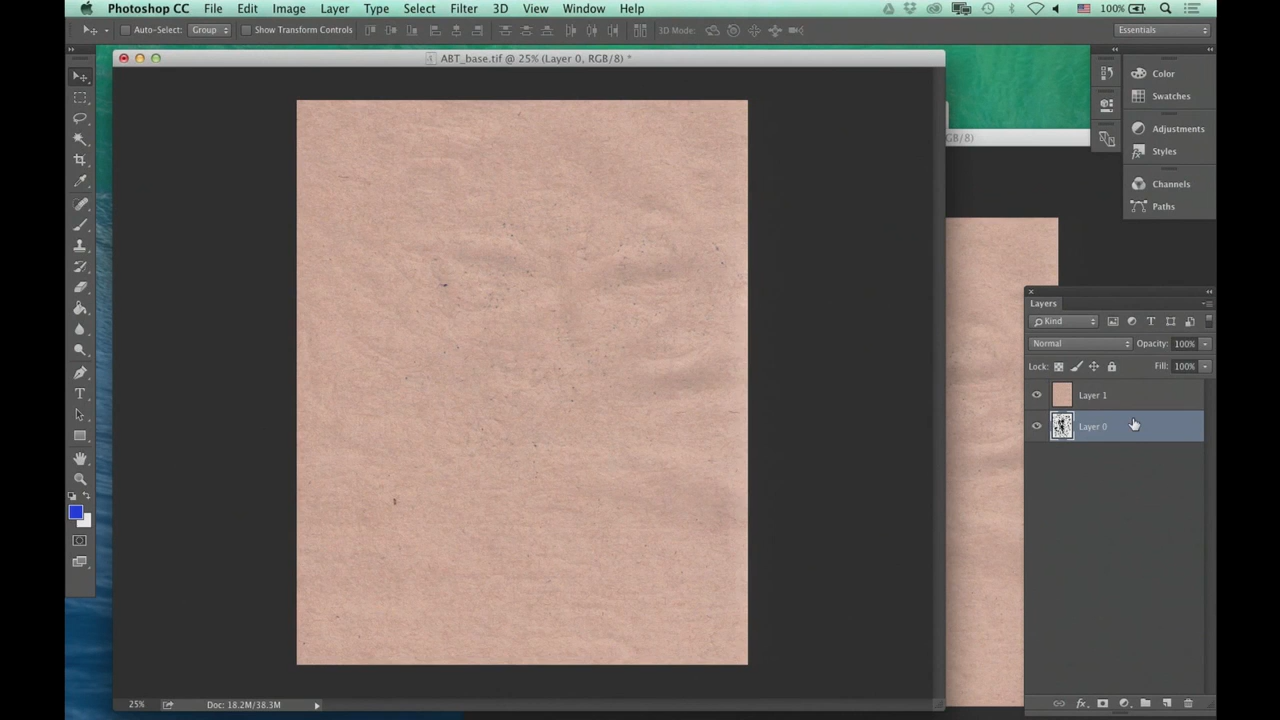 Photoshop CC File Edit Image Layer Type Select Filter 3D View Window Help 100%
Auto-Select: Group Show Transform Controls 3D Mode: Essentials
ABT_base.tif @ 25% (Layer 0, RGB/8) *
GB/8)
Color
Swatches
Adjustments
Styles
Channels
Paths
Layers
Kind
Normal Opacity: 100%
Lock: Fill: 100%
Layer 1
Layer 0
25% Doc: 18.2M/38.3M